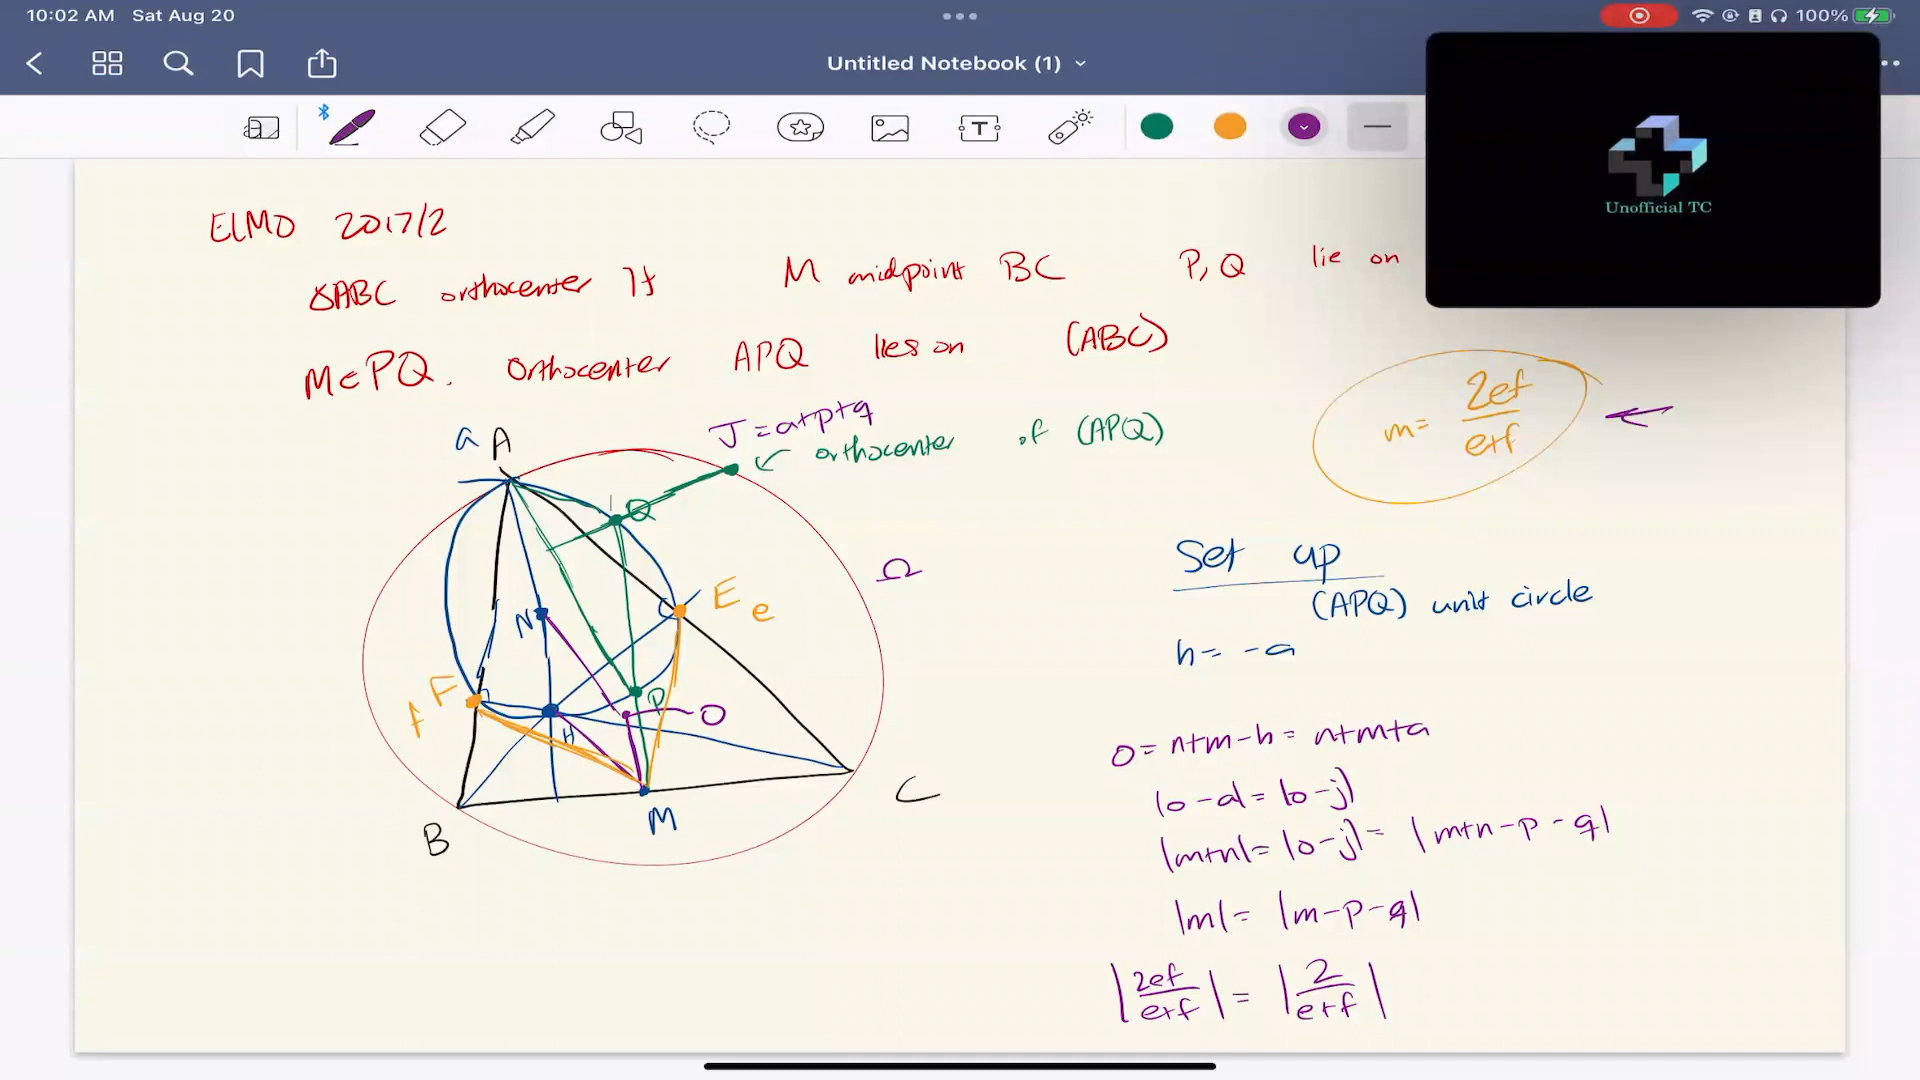 10:02 AM Sat Aug 20
100%
Untitled Notebook (1)
Unofficial TC
ELMO 2017/2
ΔABC orthocenter H M midpoint BC P, Q lie on
M∈PQ. Orthocenter APQ lies on (ABC)
m = 2ef/(e+f)
J = a+p+q
orthocenter of (APQ)
a A
Q
Ω
Set up
(APQ) unit circle
h = -a
E e
N
F f
P
O
H
B
M
C
o = n+m-h = n+m+a
|o-a| = |o-j|
|m+n| = |o-j| = |m+n-p-q|
|m| = |m-p-q|
|2ef/(e+f)| = |2/(e+f)|